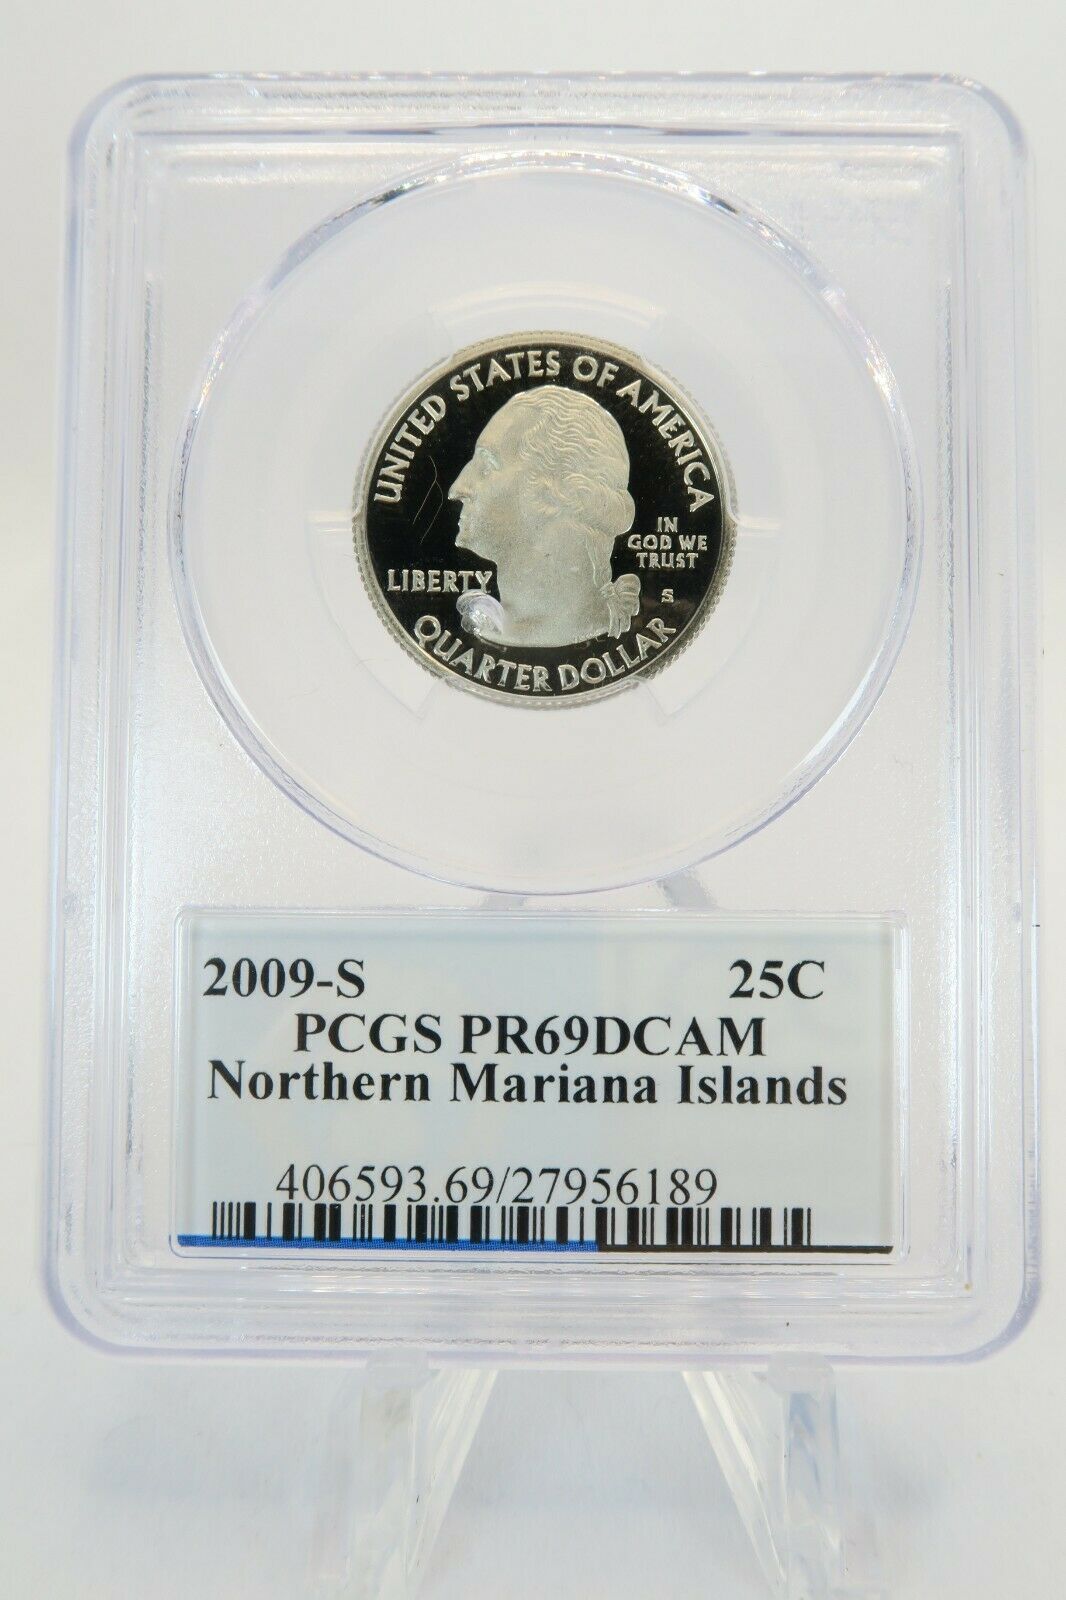 UNITED STATES OF AMERICA
LIBERTY
IN
GOD WE
TRUST
S
QUARTER DOLLAR
2009-S 25C
PCGS PR69DCAM
Northern Mariana Islands
406593.69/27956189